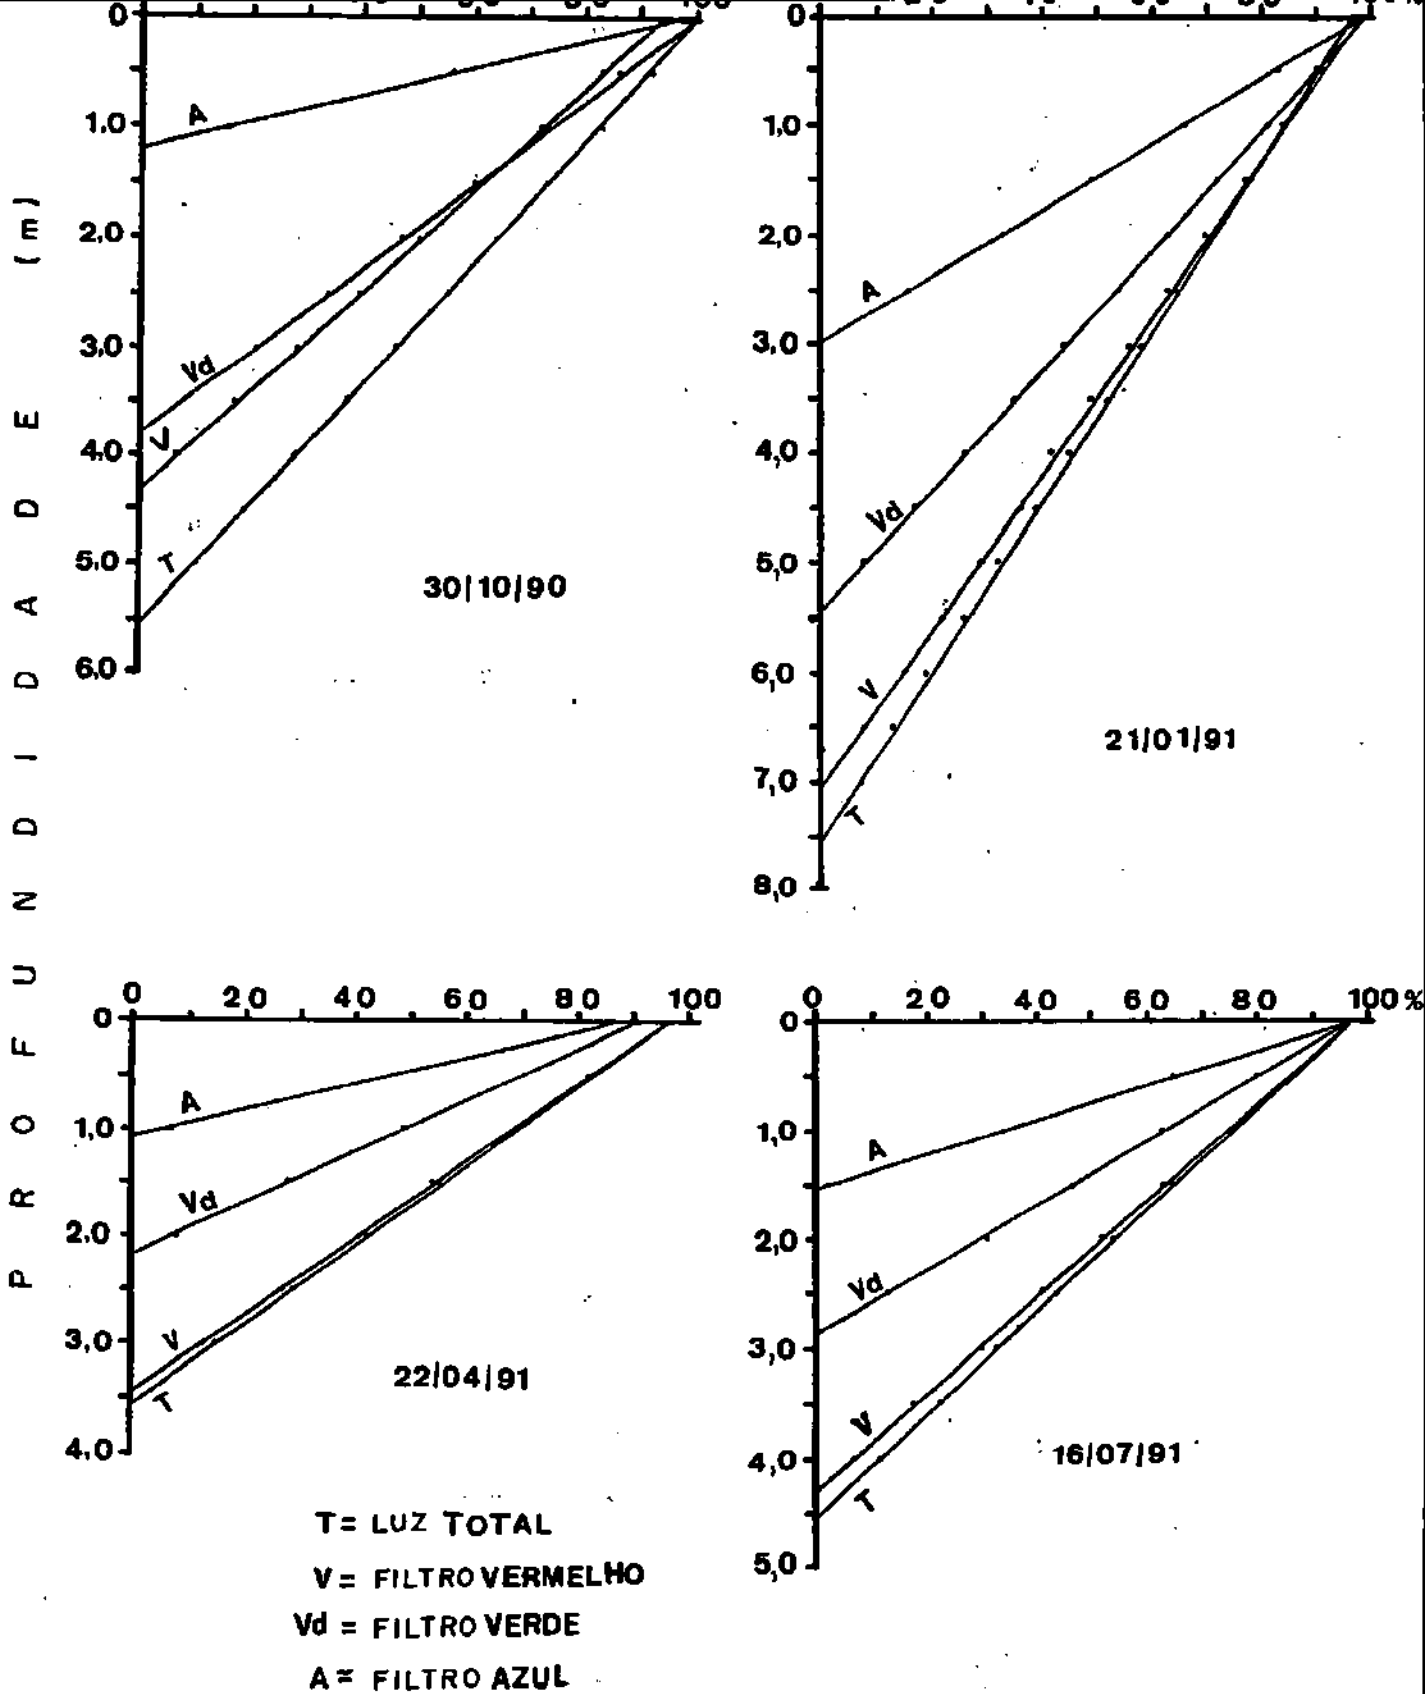 PROFUNDIDADE (m)
0
1.0
2,0
3,0
4,0
5,0
6,0
A
Vd
V
T
30/10/90
0
1,0
2,0
3,0
4,0
5,0
6,0
7,0
8,0
A
Vd
V
T
21/01/91
0 20 40 60 80 100
0
1,0
2,0
3,0
4,0
A
Vd
V
T
22/04/91
0 20 40 60 80 100%
0
1,0
2,0
3,0
4,0
5,0
A
Vd
V
T
16/07/91
T= LUZ TOTAL
V= FILTRO VERMELHO
Vd = FILTRO VERDE
A= FILTRO AZUL